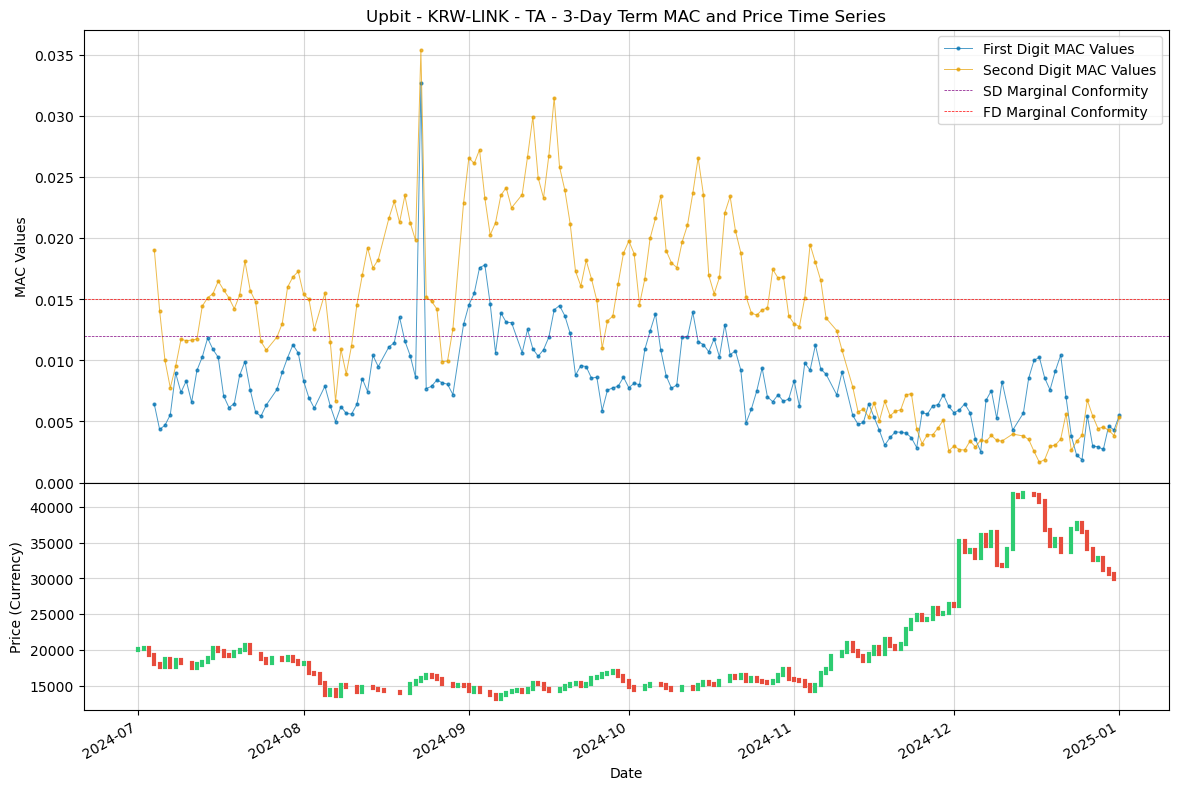 Upbit - KRW-LINK - TA - 3-Day Term MAC and Price Time Series
First Digit MAC Values
Second Digit MAC Values
SD Marginal Conformity
FD Marginal Conformity
MAC Values
0.035
0.030
0.025
0.020
0.015
0.010
0.005
0.000
Price (Currency)
40000
35000
30000
25000
20000
15000
2024-07
2024-08
2024-09
2024-10
2024-11
2024-12
2025-01
Date